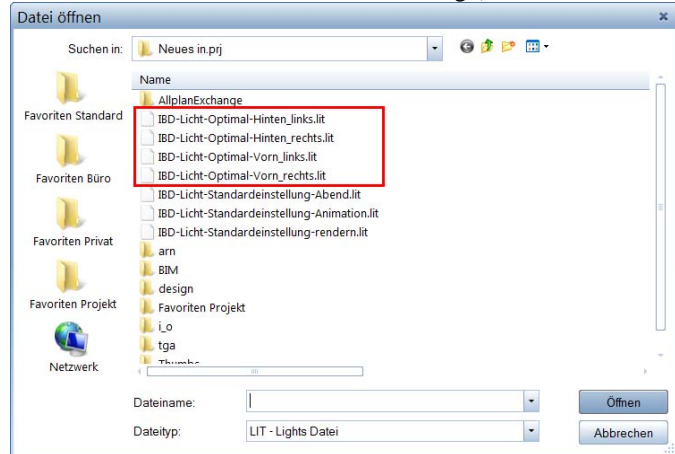 Datei öffnen
Suchen in:
Neues in.prj
Name
Favoriten Standard
Favoriten Büro
Favoriten Privat
Favoriten Projekt
Netzwerk
AllplanExchange
IBD-Licht-Optimal-Hinten_links.lit
IBD-Licht-Optimal-Hinten_rechts.lit
IBD-Licht-Optimal-Vorn_links.lit
IBD-Licht-Optimal-Vorn_rechts.lit
IBD-Licht-Standardeinstellung-Abend.lit
IBD-Licht-Standardeinstellung-Animation.lit
IBD-Licht-Standardeinstellung-rendern.lit
arn
BIM
design
Favoriten Projekt
i_o
tga
Dateiname:
Öffnen
Dateityp:
LIT - Lights Datei
Abbrechen